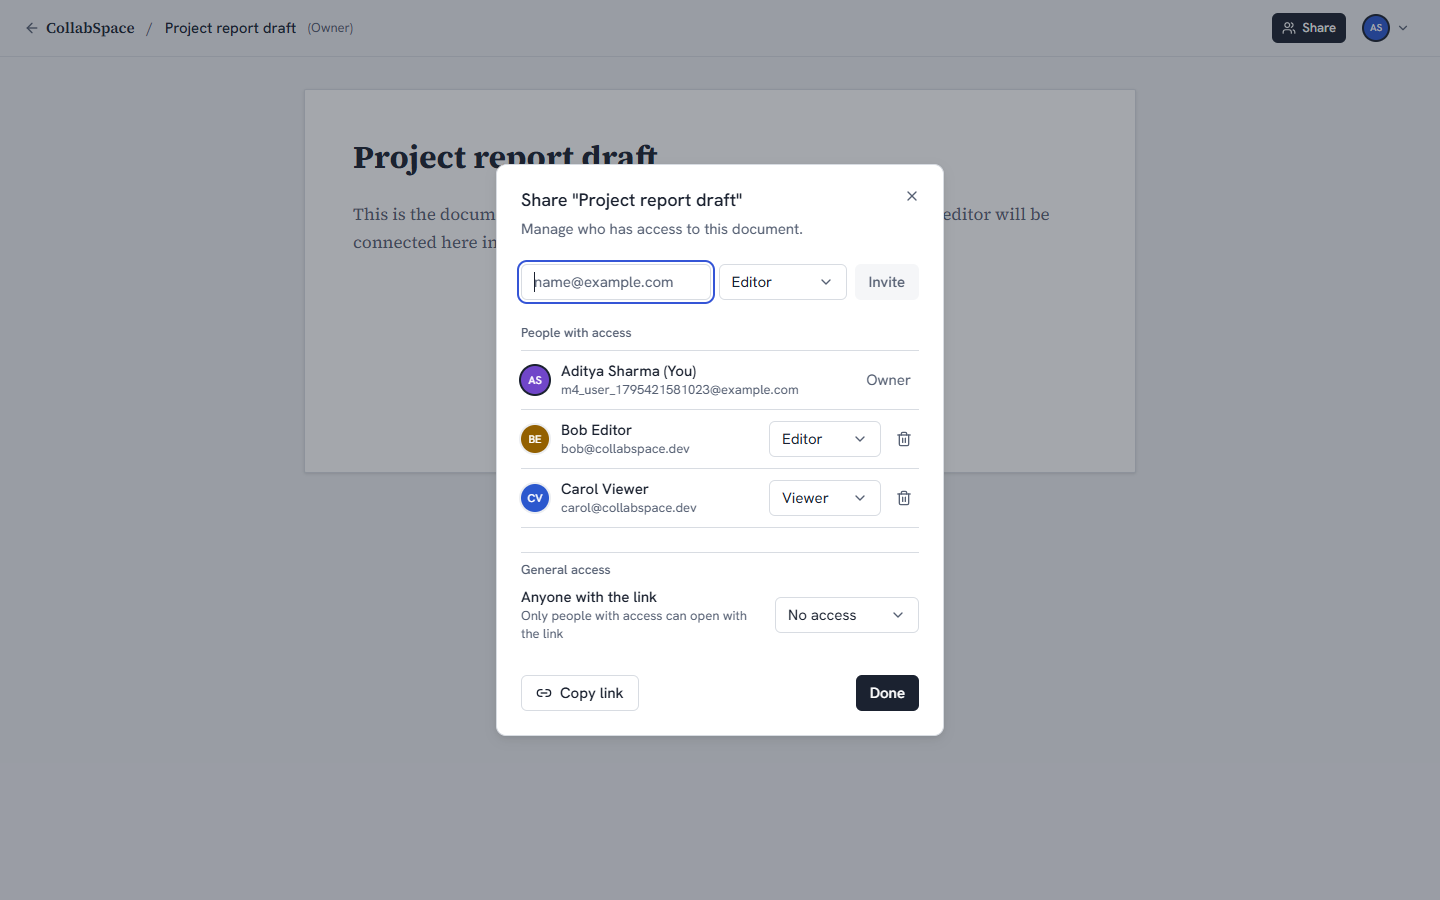 CollabSpace / Project report draft (Owner)
Share
AS
Project report draft
This is the docum
editor will be
connected here in
Share "Project report draft"
Manage who has access to this document.
name@example.com
Editor
Invite
People with access
AS
Aditya Sharma (You)
m4_user_1795421581023@example.com
Owner
BE
Bob Editor
bob@collabspace.dev
Editor
CV
Carol Viewer
carol@collabspace.dev
Viewer
General access
Anyone with the link
Only people with access can open with
the link
No access
Copy link
Done